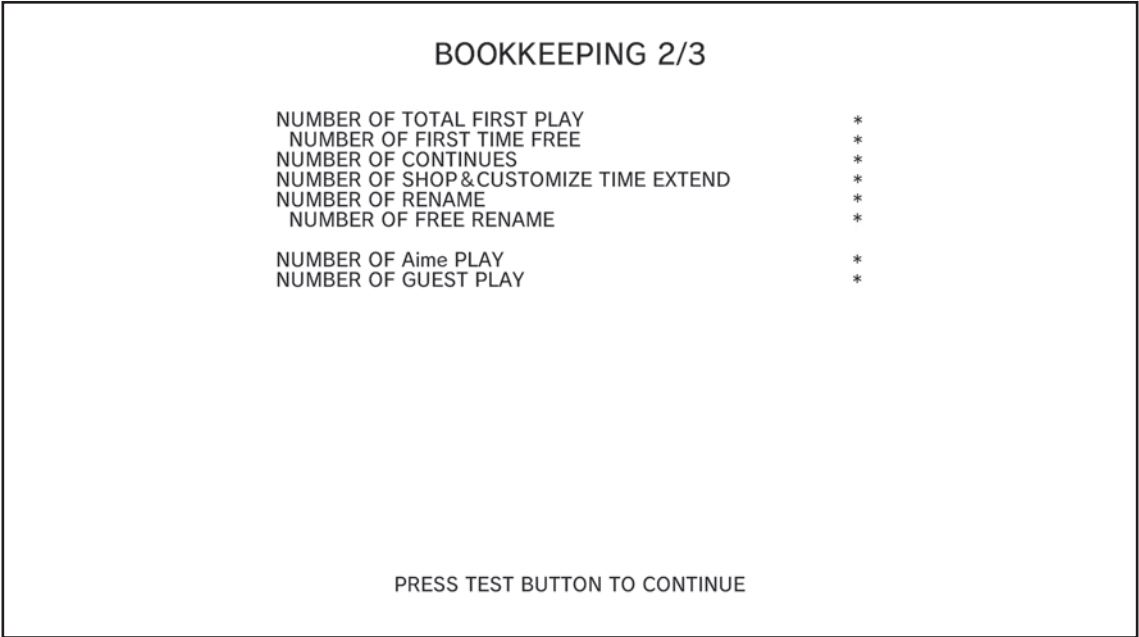 BOOKKEEPING 2/3
NUMBER OF TOTAL FIRST PLAY *
NUMBER OF FIRST TIME FREE *
NUMBER OF CONTINUES *
NUMBER OF SHOP&CUSTOMIZE TIME EXTEND *
NUMBER OF RENAME *
NUMBER OF FREE RENAME *
NUMBER OF Aime PLAY *
NUMBER OF GUEST PLAY *
PRESS TEST BUTTON TO CONTINUE